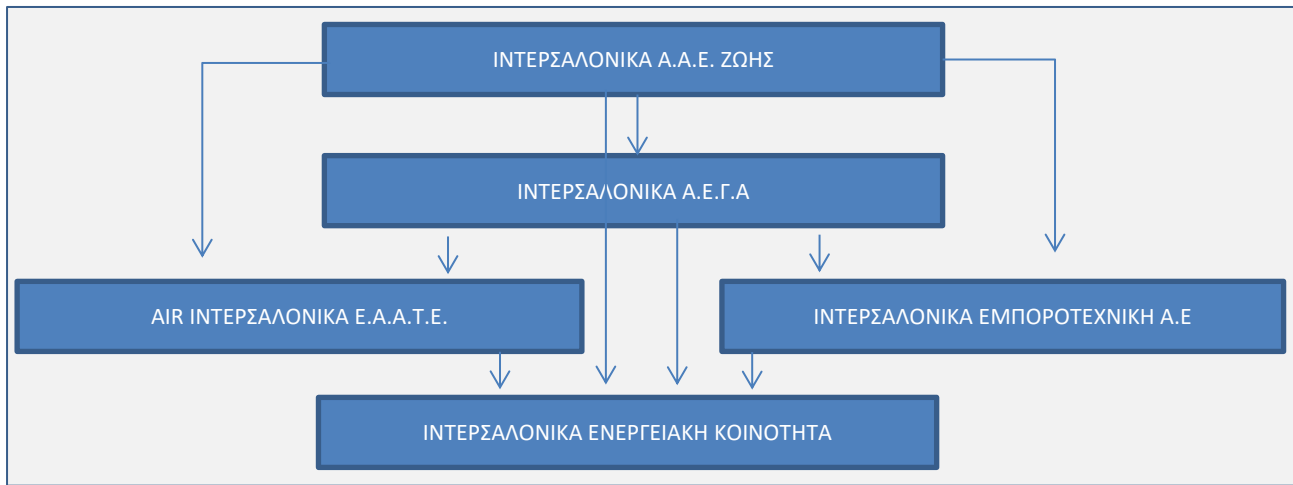 ΙΝΤΕΡΣΑΛΟΝΙΚΑ Α.Α.Ε. ΖΩΗΣ
ΙΝΤΕΡΣΑΛΟΝΙΚΑ Α.Ε.Γ.Α
AIR ΙΝΤΕΡΣΑΛΟΝΙΚΑ Ε.Α.Α.Τ.Ε.
ΙΝΤΕΡΣΑΛΟΝΙΚΑ ΕΜΠΟΡΟΤΕΧΝΙΚΗ Α.Ε
ΙΝΤΕΡΣΑΛΟΝΙΚΑ ΕΝΕΡΓΕΙΑΚΗ ΚΟΙΝΟΤΗΤΑ